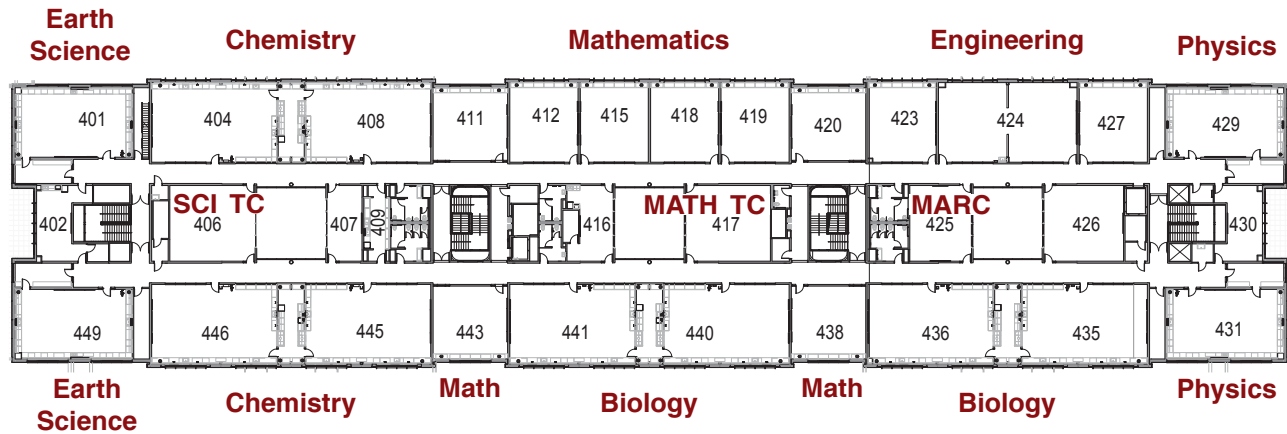 Earth
Science
Chemistry
Mathematics
Engineering
Physics
401
404
408
411
412
415
418
419
420
423
424
427
429
402
SCI TC
406
407
409
416
MATH TC
417
MARC
425
426
430
449
446
445
443
441
440
438
436
435
431
Earth
Science
Chemistry
Math
Biology
Math
Biology
Physics